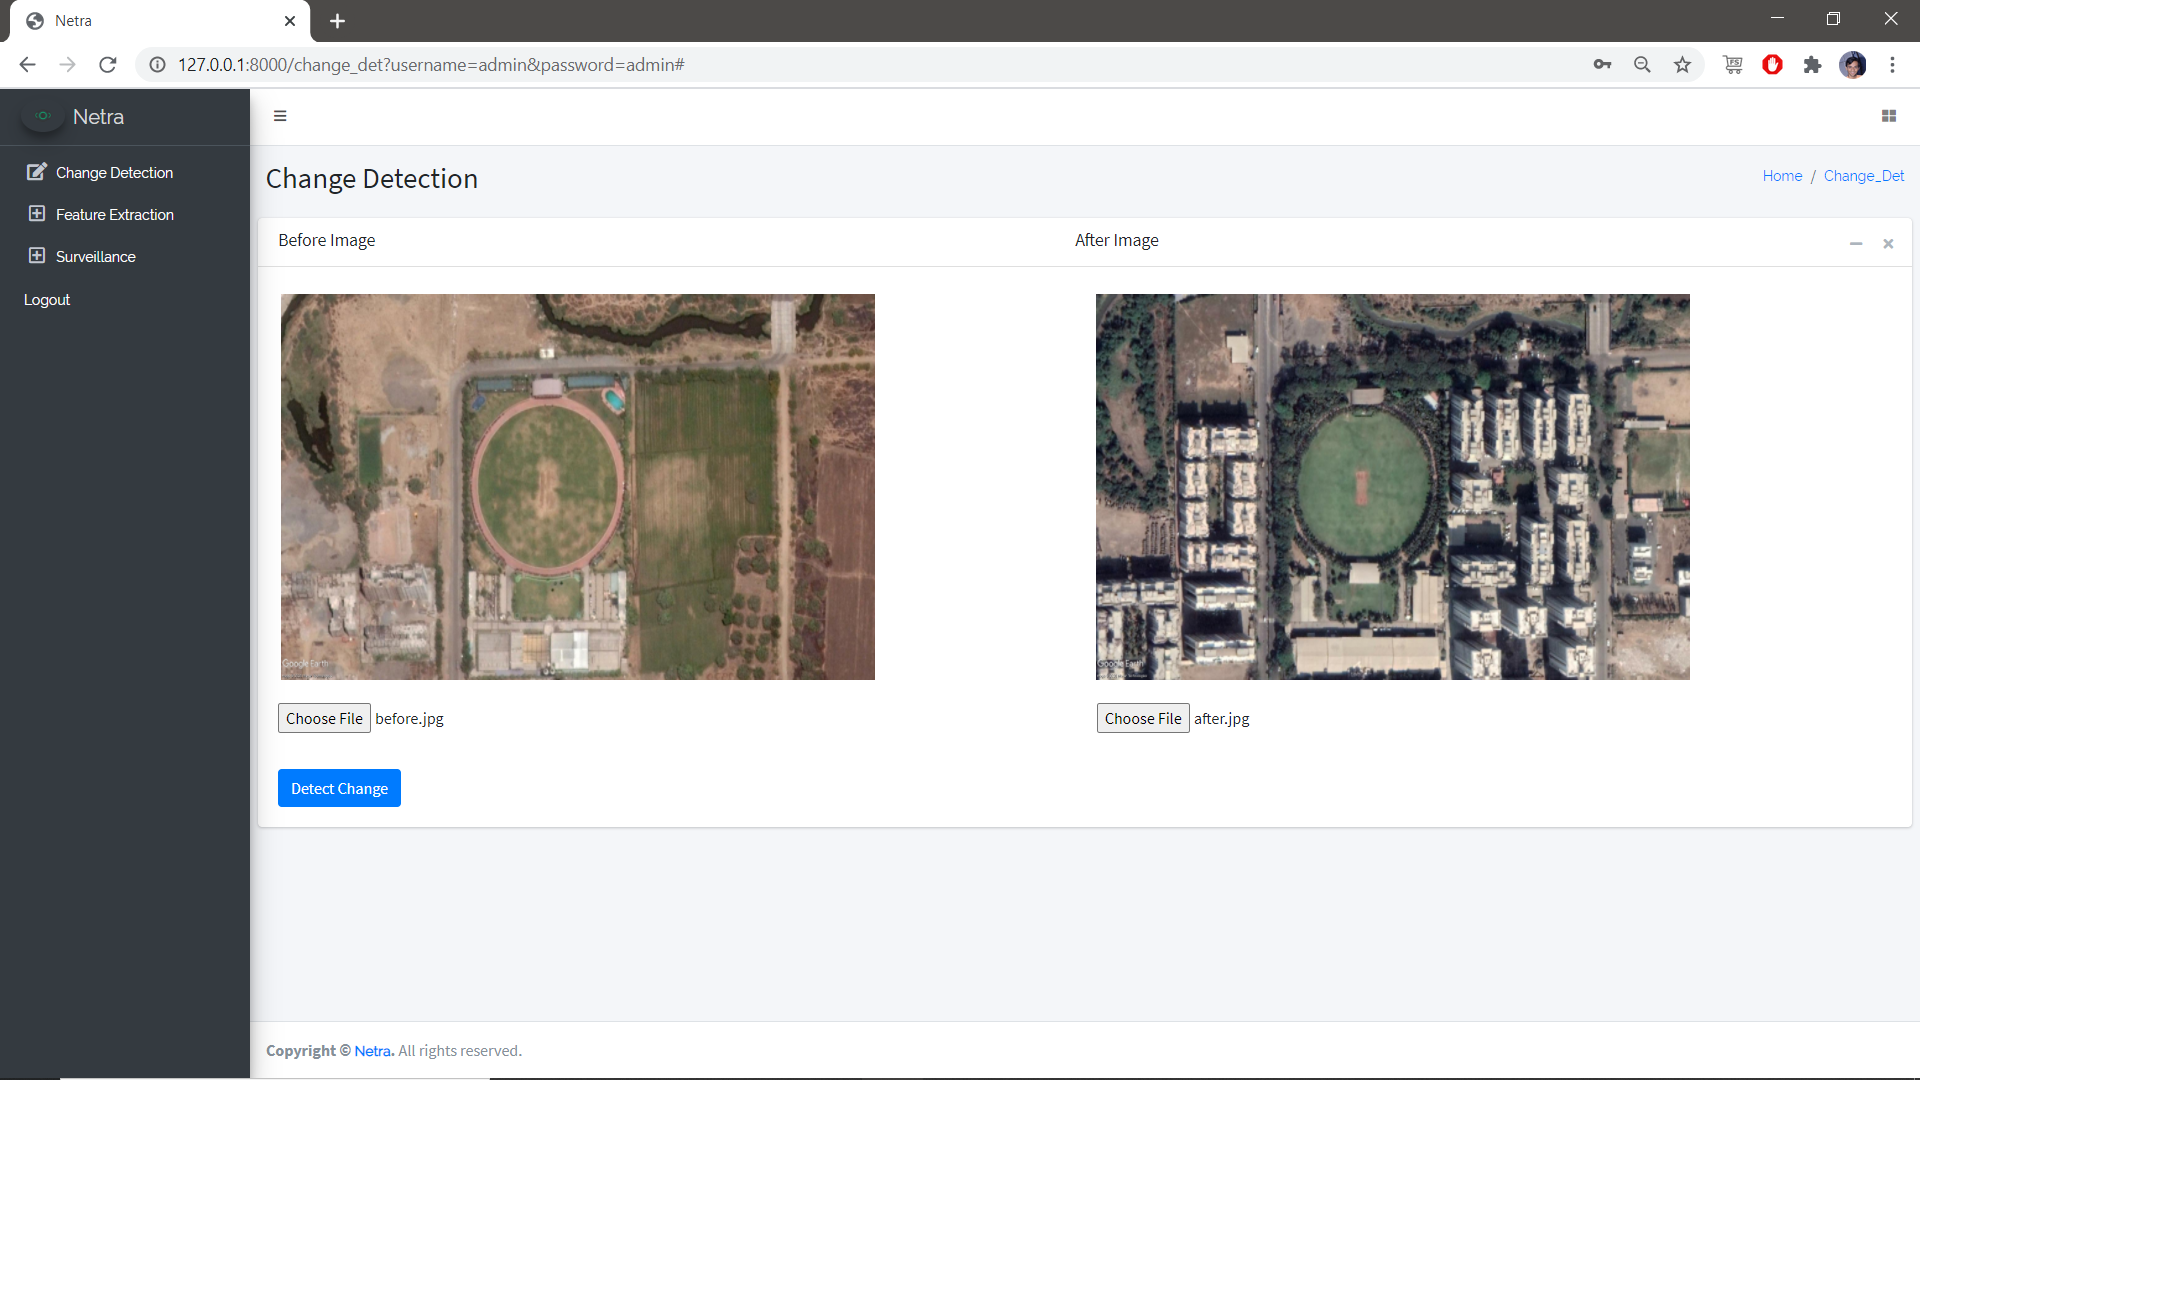 Netra
127.0.0.1:8000/change_det?username=admin&password=admin#
FS
Netra
Change Detection
Feature Extraction
Surveillance
Logout
Change Detection
Home / Change_Det
Before Image
After Image
Google Earth
Google Earth
Choose File before.jpg
Choose File after.jpg
Detect Change
Copyright © Netra. All rights reserved.